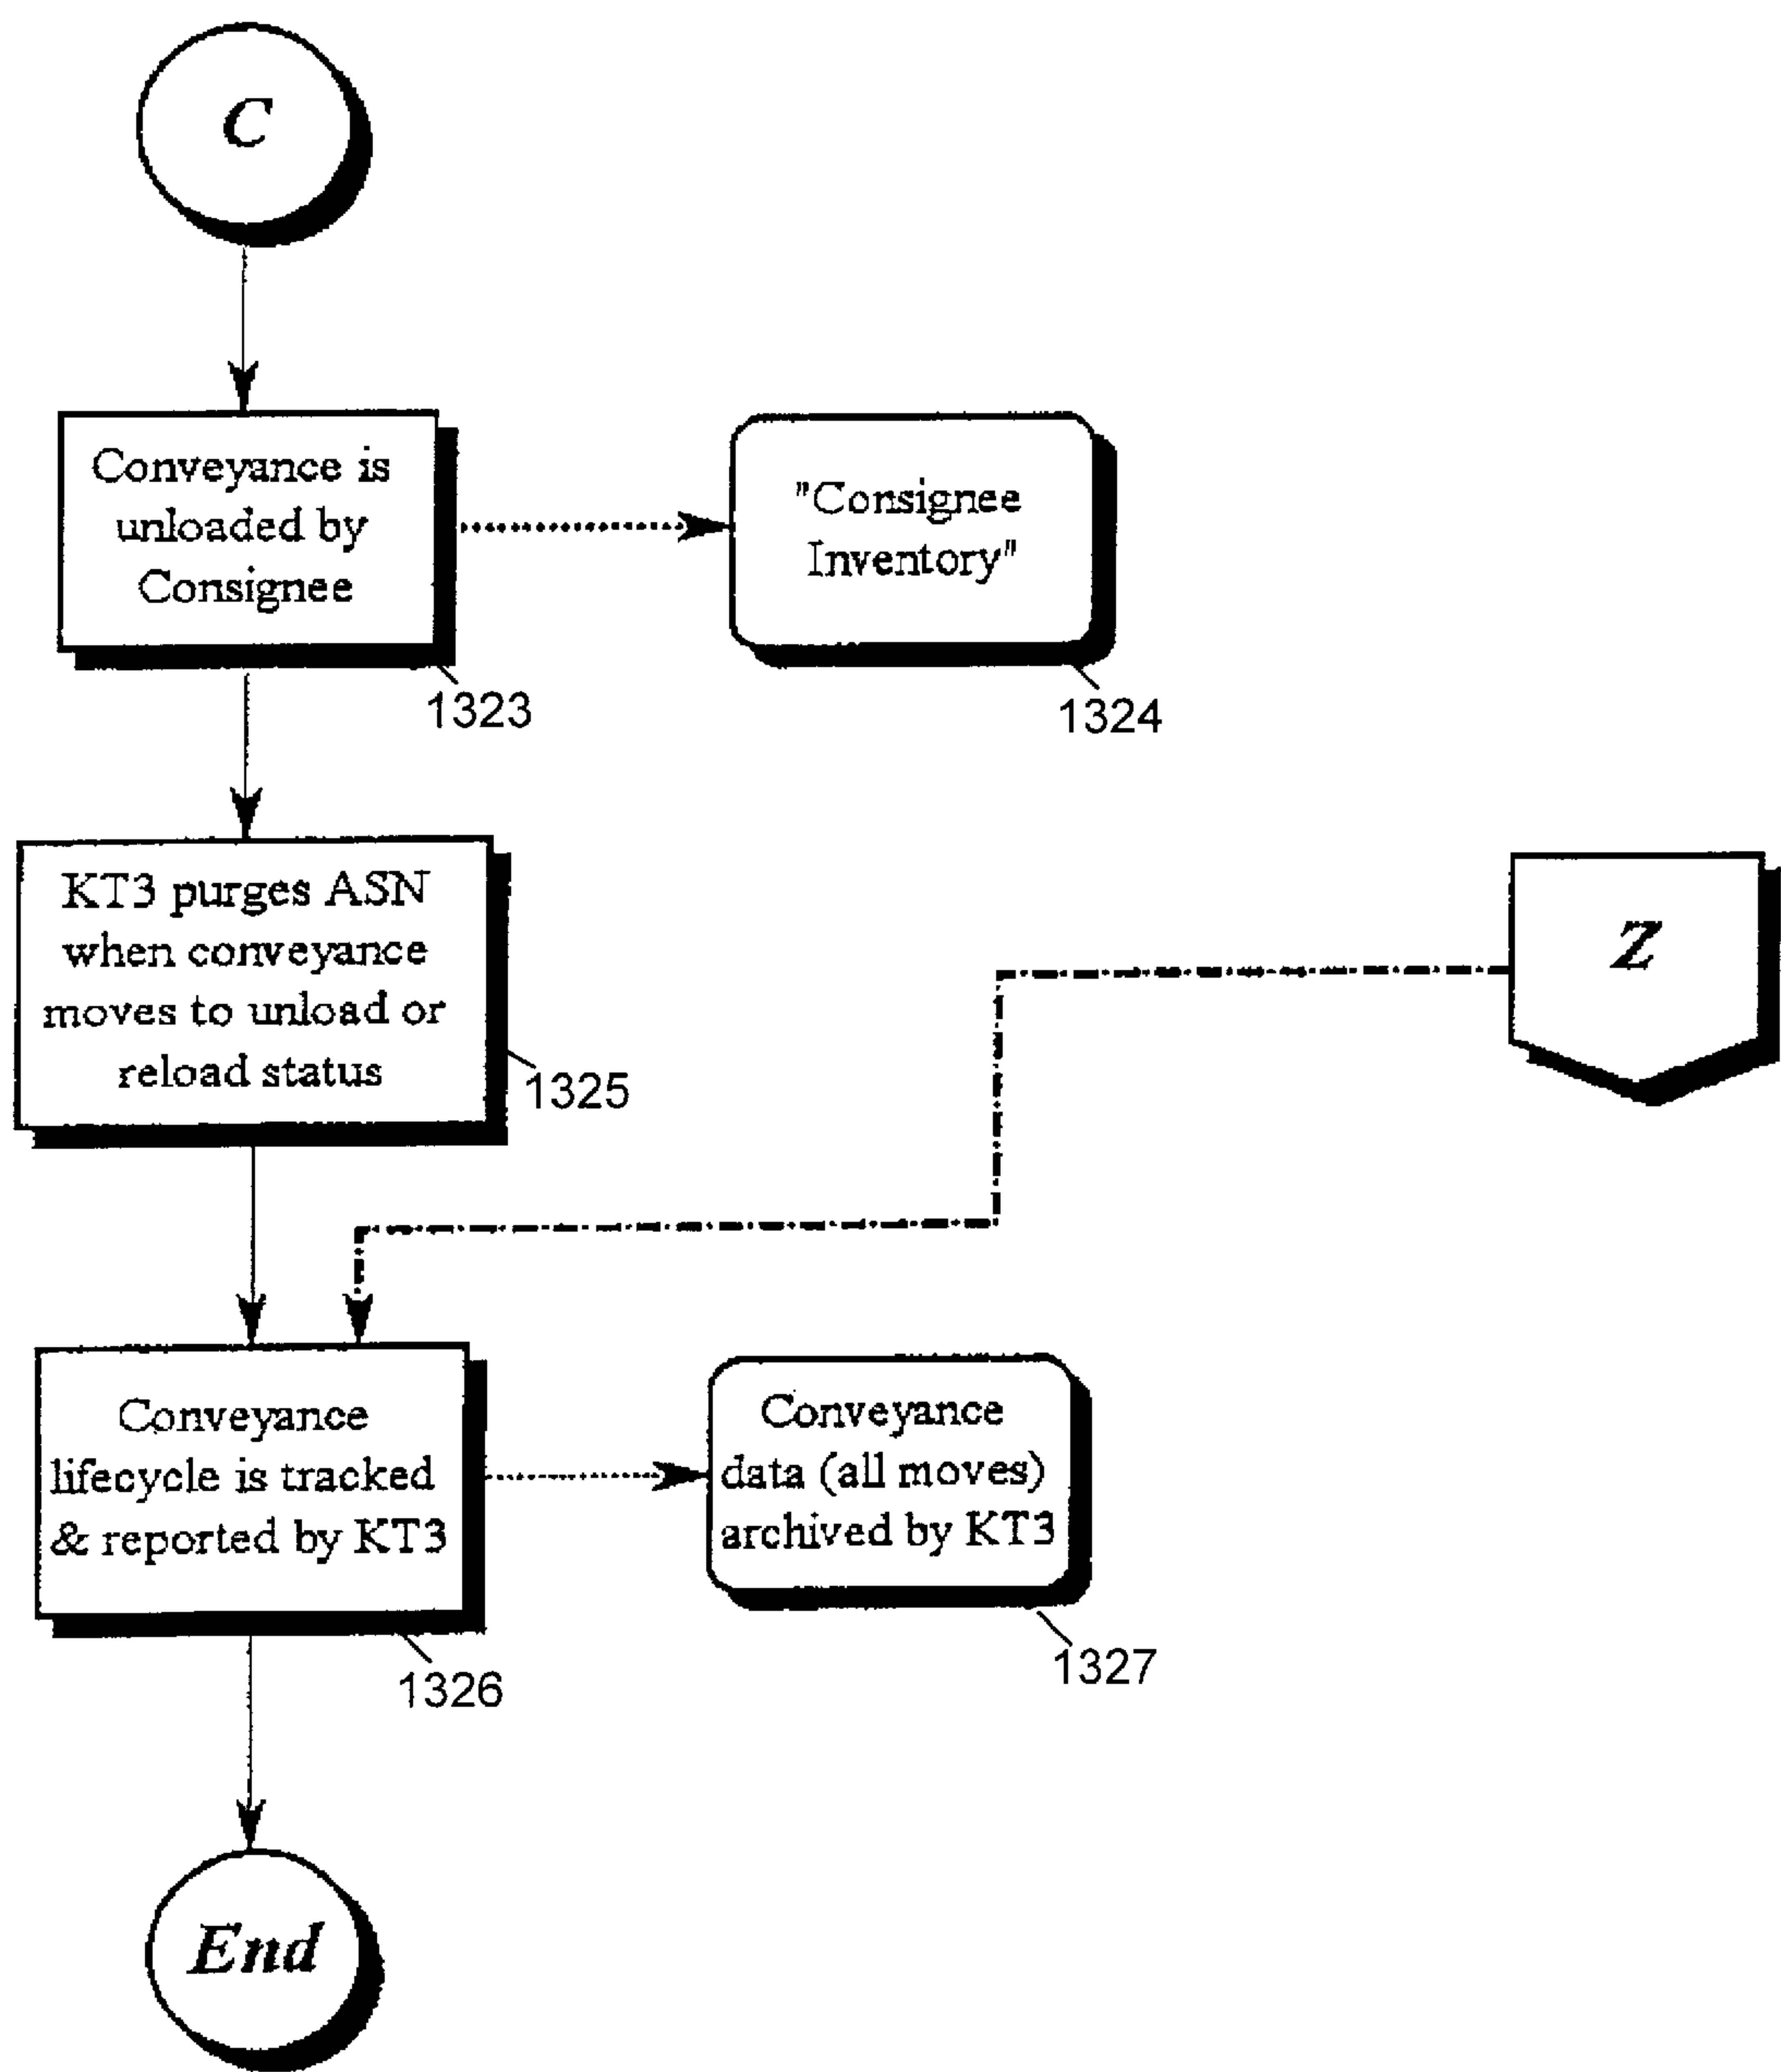 C
Conveyance is
unloaded by
Consignee
1323
"Consignee
Inventory"
1324
KT3 purges ASN
when conveyance
moves to unload or
reload status
1325
Z
Conveyance
lifecycle is tracked
& reported by KT3
1326
Conveyance
data (all moves)
archived by KT3
1327
End